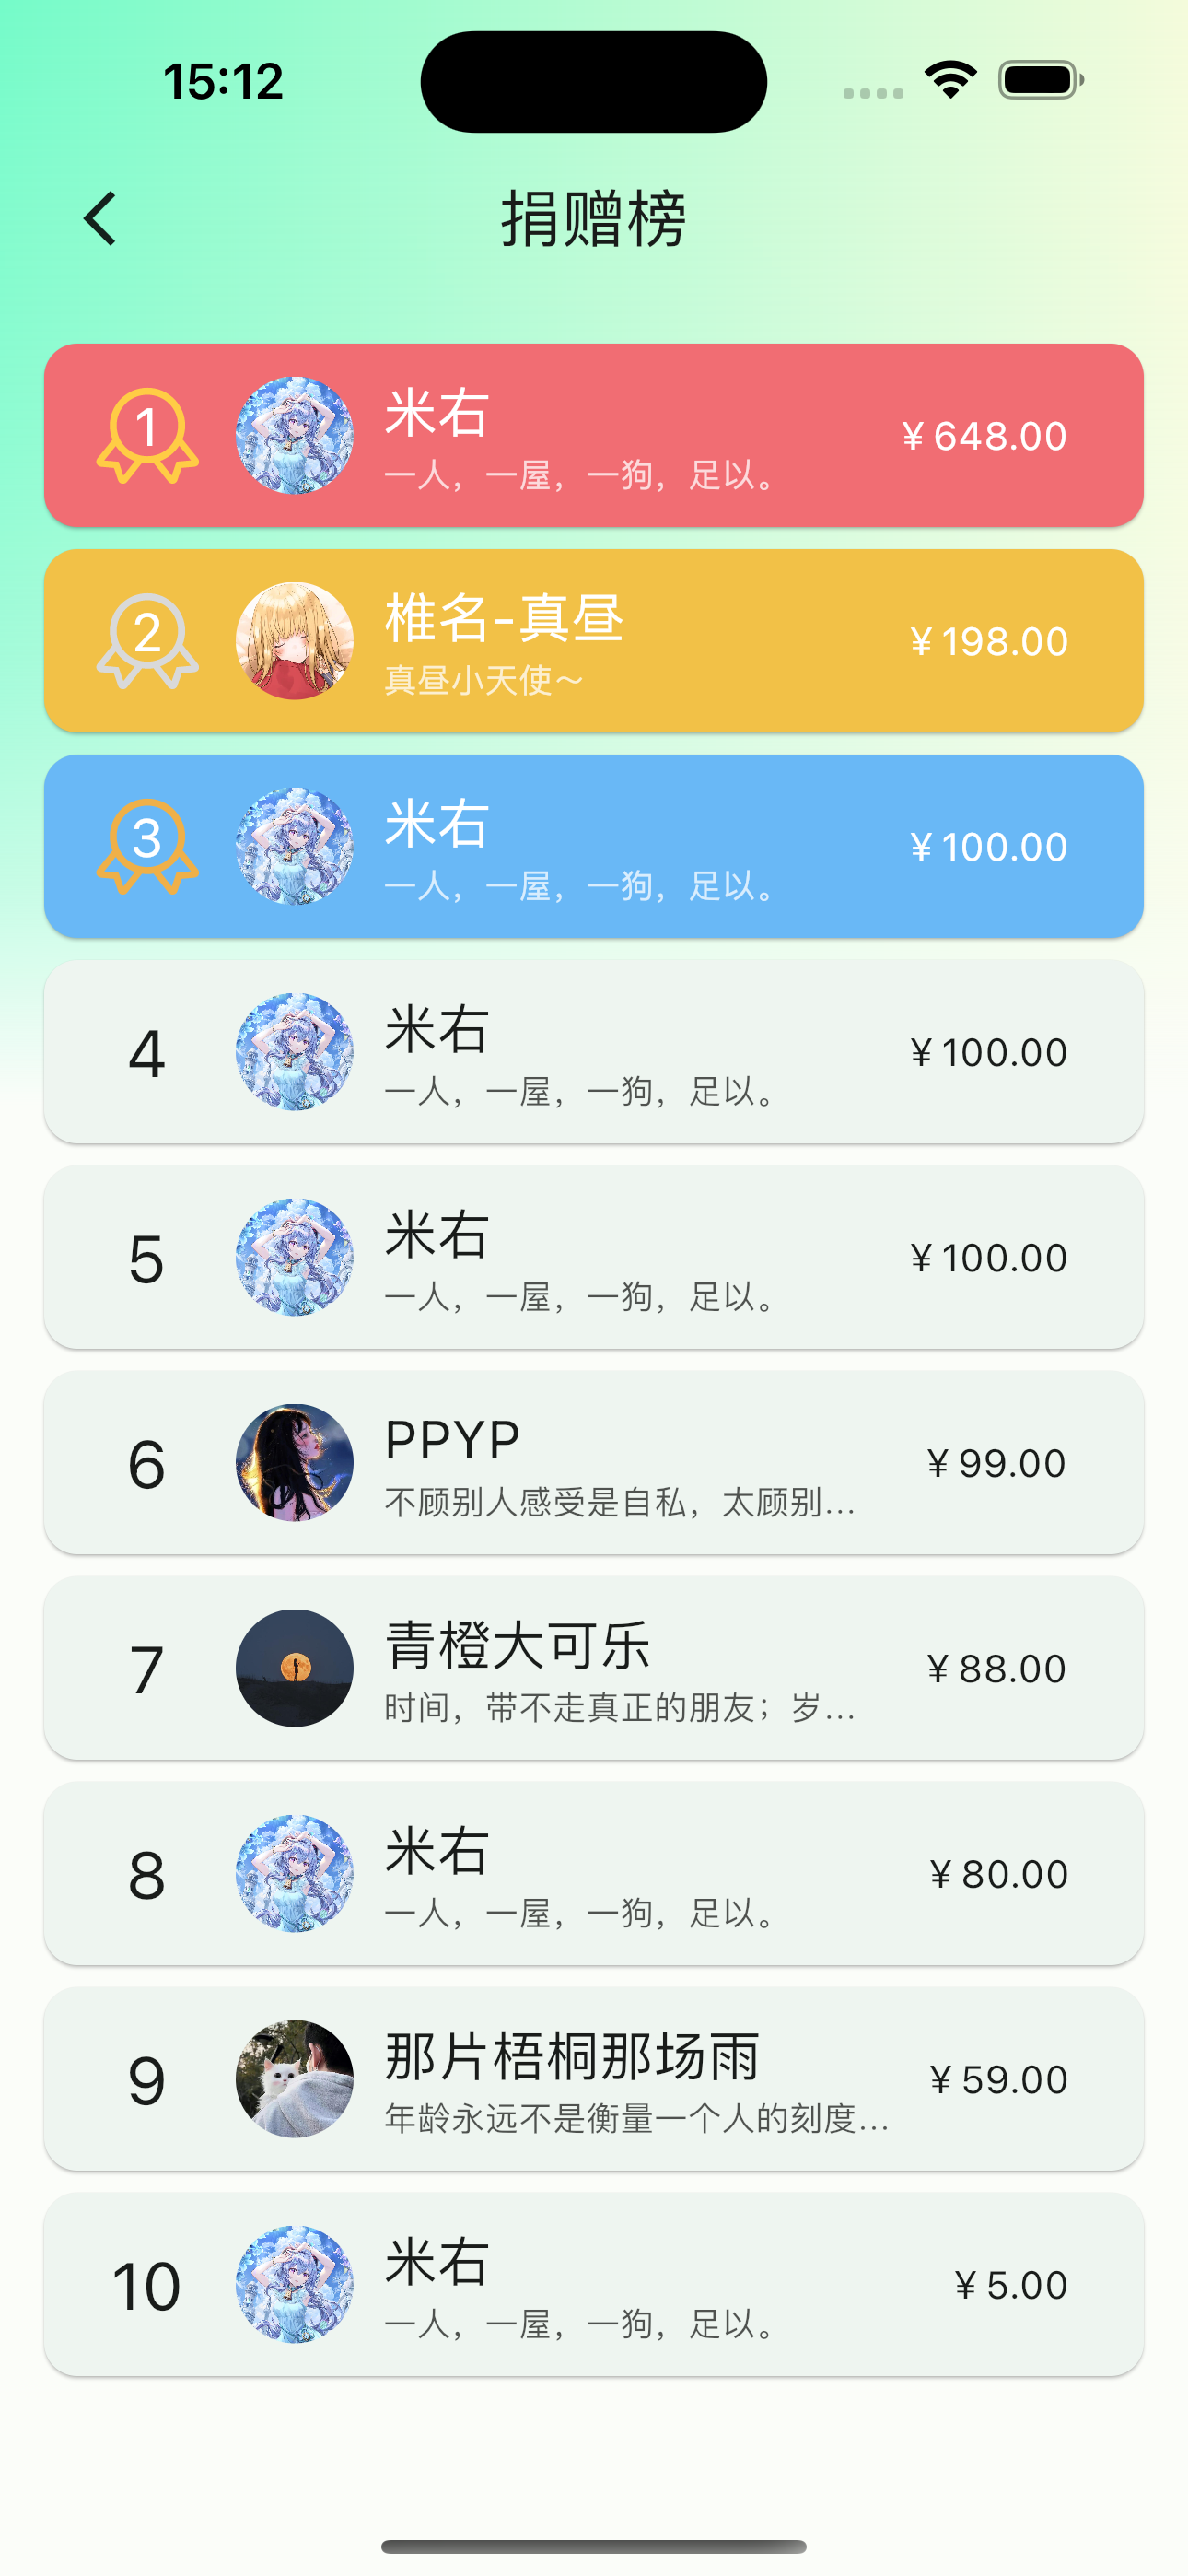 15:12
捐赠榜
1
米右
一人，一屋，一狗，足以。
¥ 648.00
2
椎名-真昼
真昼小天使～
¥ 198.00
3
米右
一人，一屋，一狗，足以。
¥ 100.00
4
米右
一人，一屋，一狗，足以。
¥ 100.00
5
米右
一人，一屋，一狗，足以。
¥ 100.00
6
PPYP
不顾别人感受是自私，太顾别...
¥ 99.00
7
青橙大可乐
时间，带不走真正的朋友；岁...
¥ 88.00
8
米右
一人，一屋，一狗，足以。
¥ 80.00
9
那片梧桐那场雨
年龄永远不是衡量一个人的刻度...
¥ 59.00
10
米右
一人，一屋，一狗，足以。
¥ 5.00